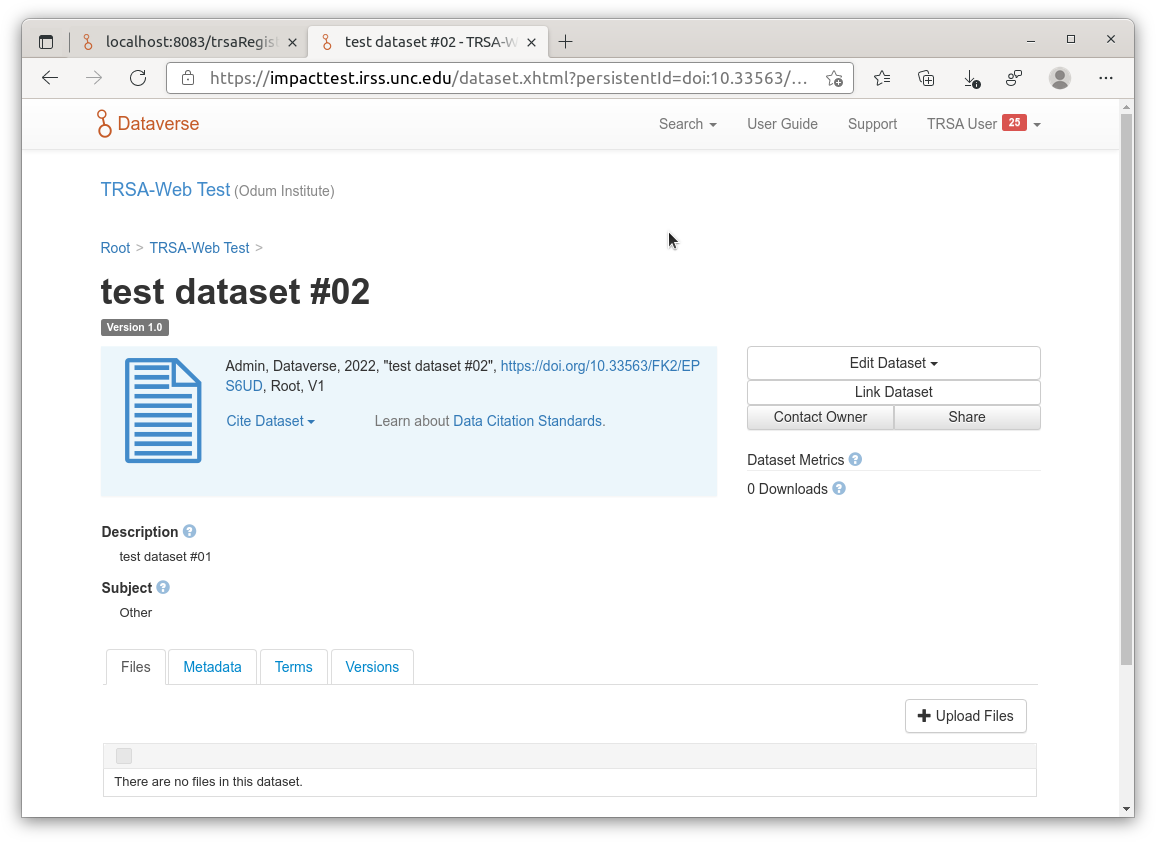 localhost:8083/trsaRegis
test dataset #02 - TRSA-W
https://impacttest.irss.unc.edu/dataset.xhtml?persistentId=doi:10.33563/...
Dataverse
Search
User Guide
Support
TRSA User 25
TRSA-Web Test (Odum Institute)
Root > TRSA-Web Test >
test dataset #02
Version 1.0
Admin, Dataverse, 2022, "test dataset #02", https://doi.org/10.33563/FK2/EP
S6UD, Root, V1
Cite Dataset
Learn about Data Citation Standards.
Edit Dataset
Link Dataset
Contact Owner
Share
Dataset Metrics ?
0 Downloads ?
Description ?
test dataset #01
Subject ?
Other
Files
Metadata
Terms
Versions
+ Upload Files
There are no files in this dataset.